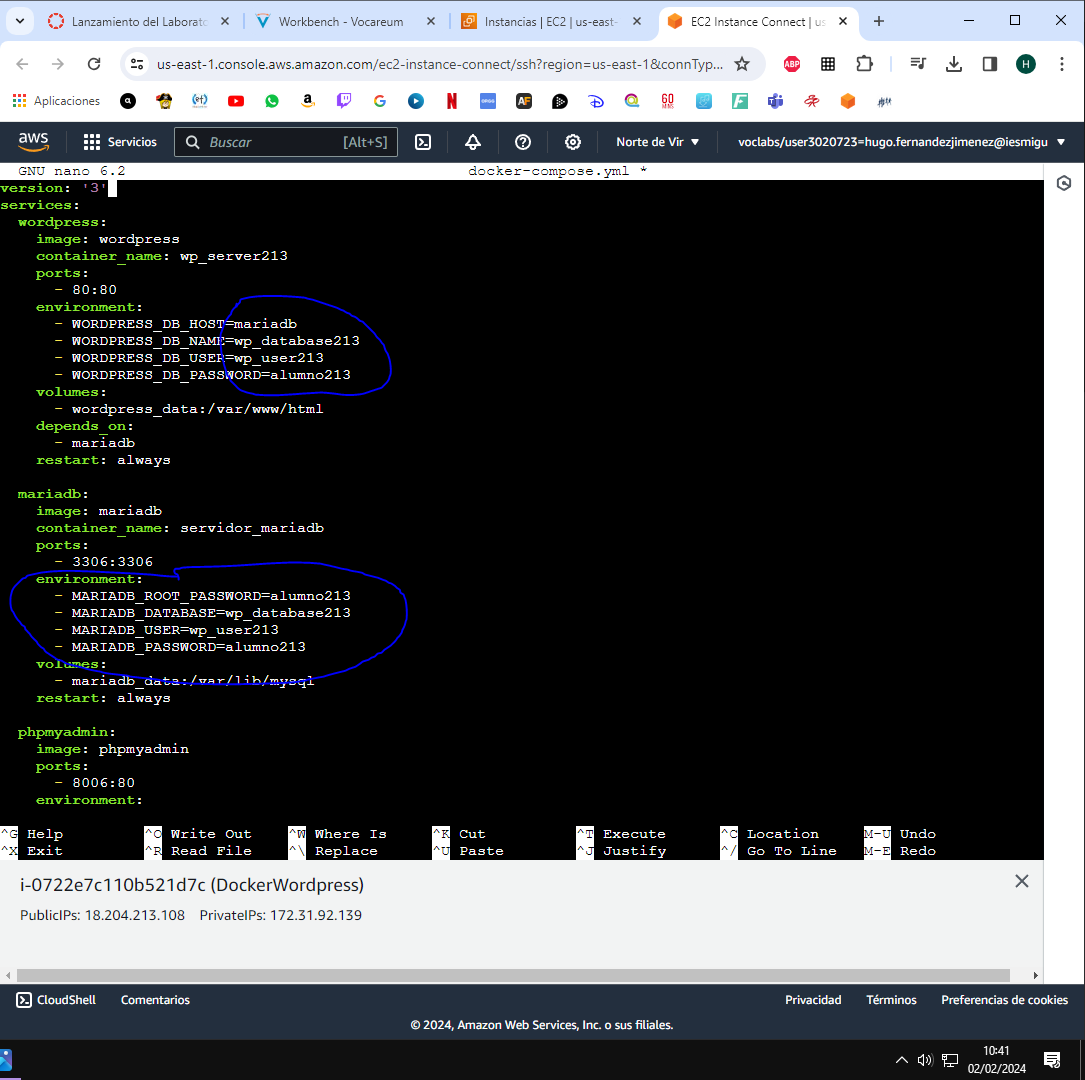 Lanzamiento del Laborato
Workbench - Vocareum
Instancias | EC2 | us-east-
EC2 Instance Connect | us
us-east-1.console.aws.amazon.com/ec2-instance-connect/ssh?region=us-east-1&connTyp...
ABP
H
Aplicaciones
aws
Servicios
Buscar
[Alt+S]
Norte de Vir
voclabs/user3020723=hugo.fernandezjimenez@iesmigu
GNU nano 6.2 docker-compose.yml *
version: '3'
services:
  wordpress:
    image: wordpress
    container_name: wp_server213
    ports:
      - 80:80
    environment:
      - WORDPRESS_DB_HOST=mariadb
      - WORDPRESS_DB_NAME=wp_database213
      - WORDPRESS_DB_USER=wp_user213
      - WORDPRESS_DB_PASSWORD=alumno213
    volumes:
      - wordpress_data:/var/www/html
    depends_on:
      - mariadb
    restart: always
  mariadb:
    image: mariadb
    container_name: servidor_mariadb
    ports:
      - 3306:3306
    environment:
      - MARIADB_ROOT_PASSWORD=alumno213
      - MARIADB_DATABASE=wp_database213
      - MARIADB_USER=wp_user213
      - MARIADB_PASSWORD=alumno213
    volumes:
      - mariadb_data:/var/lib/mysql
    restart: always
  phpmyadmin:
    image: phpmyadmin
    ports:
      - 8006:80
    environment:
^G Help ^O Write Out ^W Where Is ^K Cut ^T Execute ^C Location M-U Undo
^X Exit ^R Read File ^\ Replace ^U Paste ^J Justify ^/ Go To Line M-E Redo
i-0722e7c110b521d7c (DockerWordpress)
PublicIPs: 18.204.213.108 PrivateIPs: 172.31.92.139
CloudShell Comentarios Privacidad Términos Preferencias de cookies
© 2024, Amazon Web Services, Inc. o sus filiales.
10:41
02/02/2024